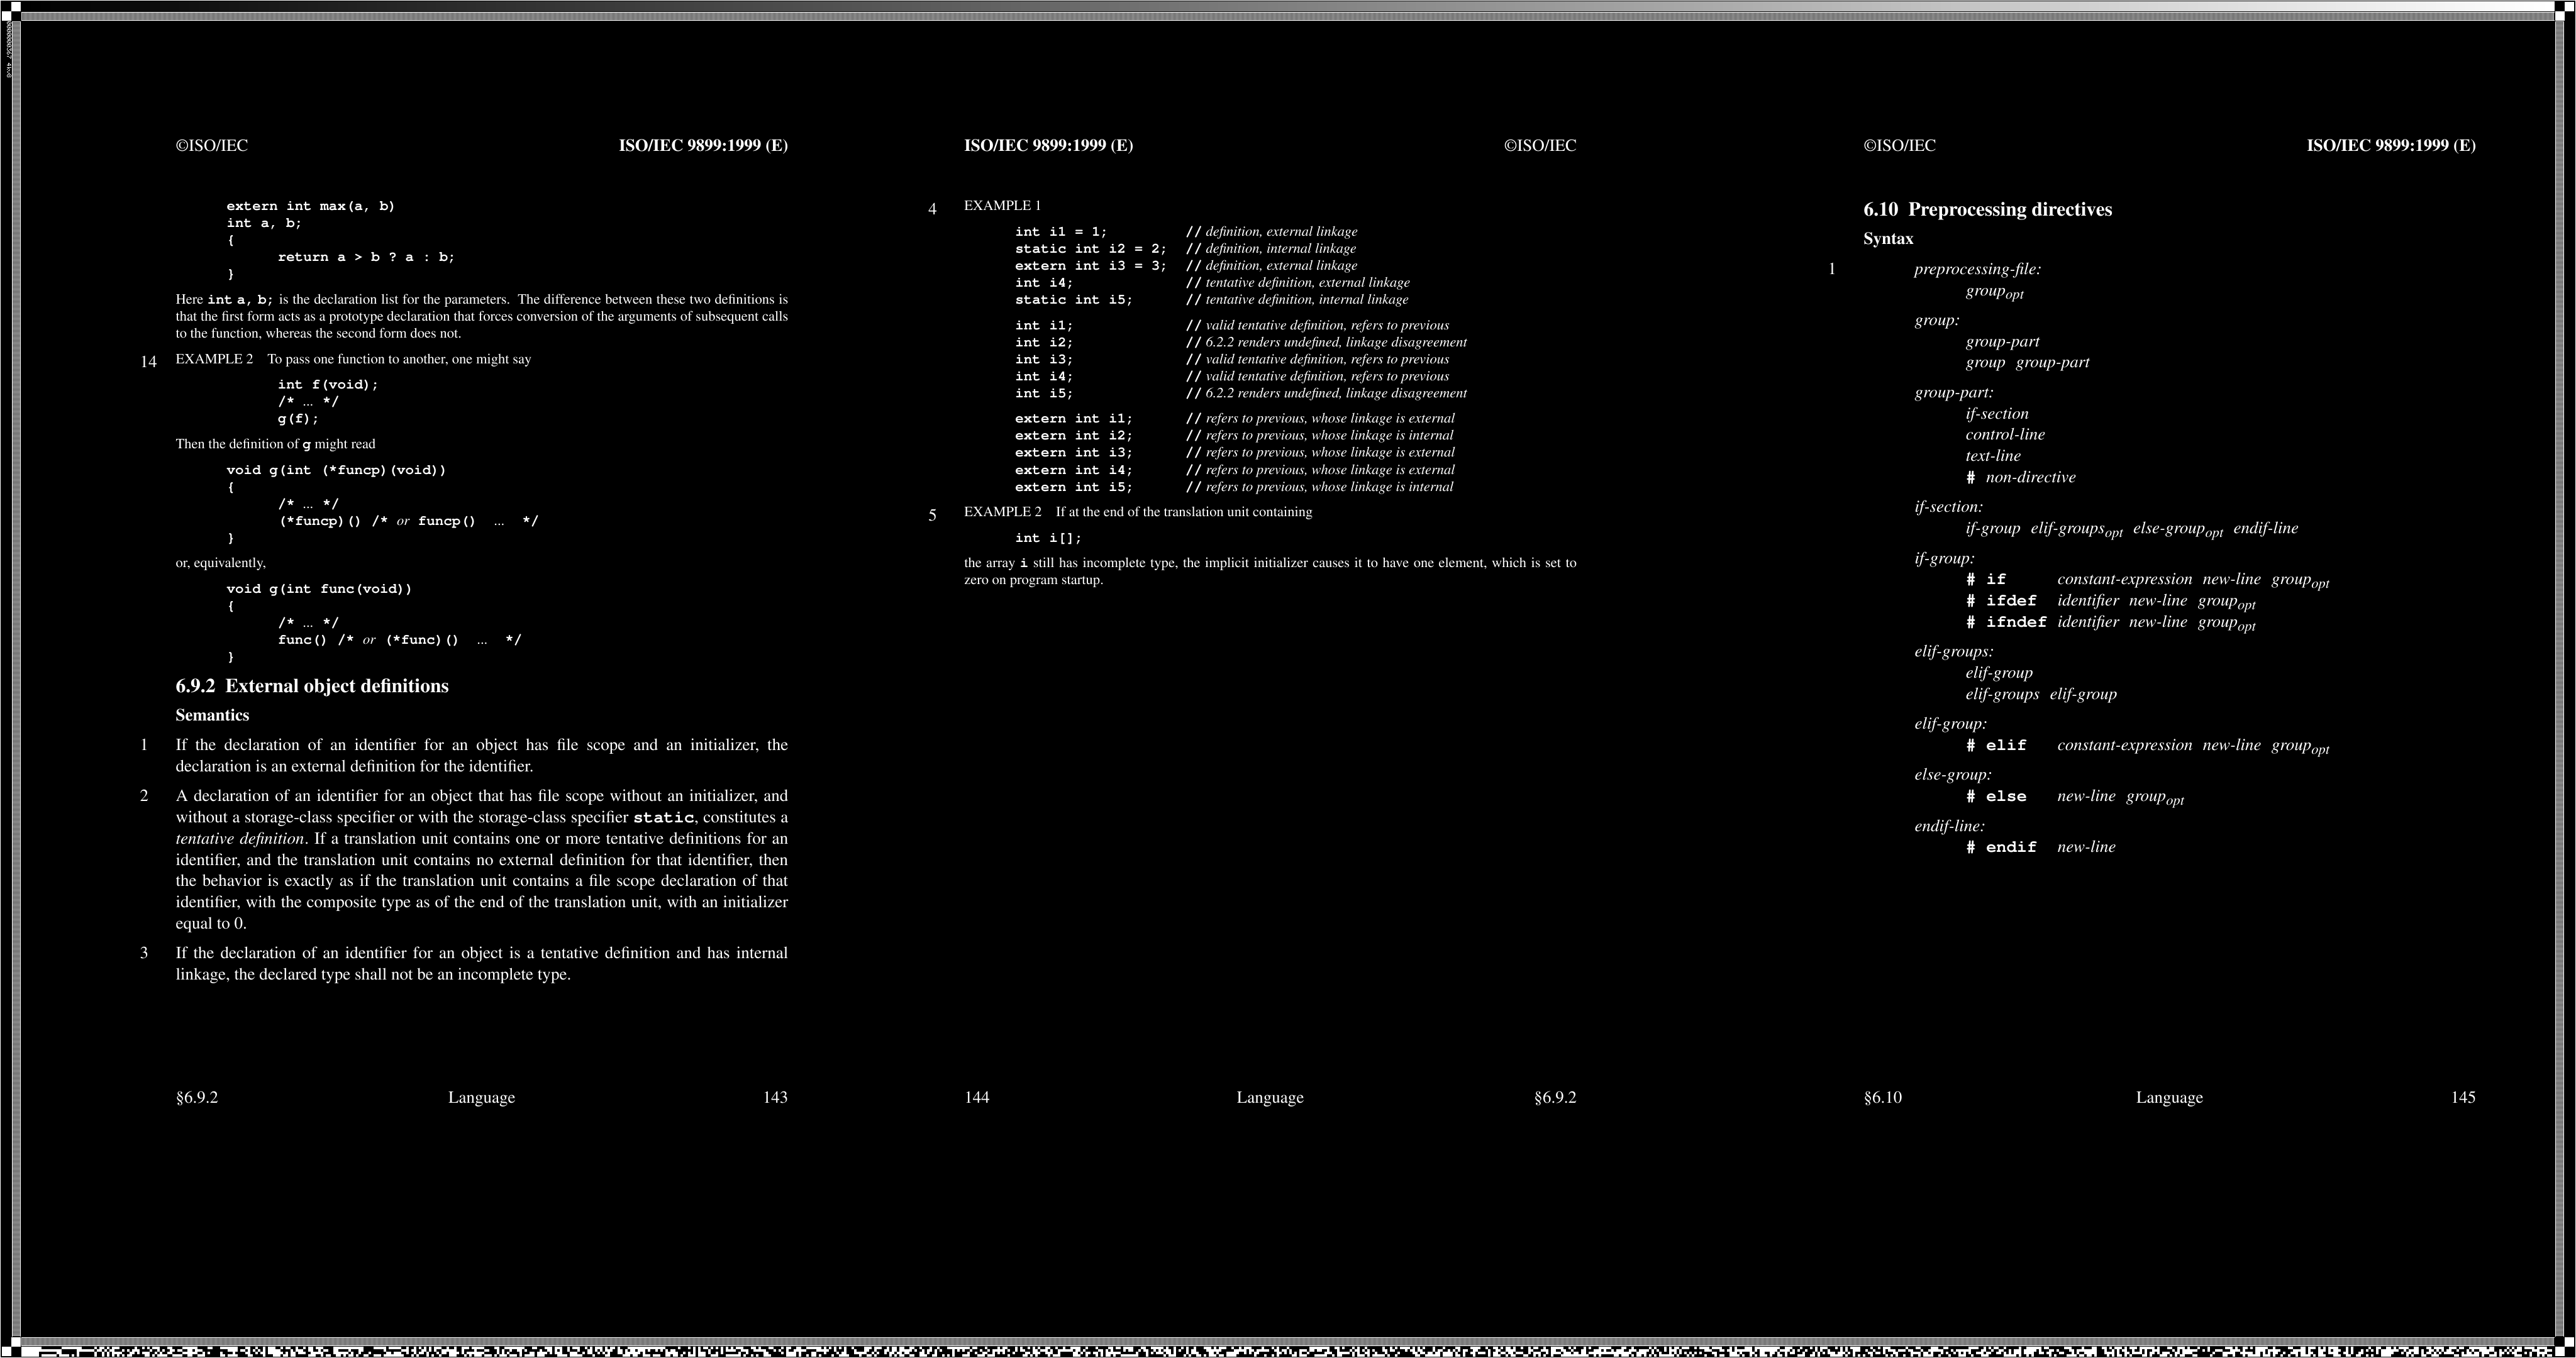 ©ISO/IEC ISO/IEC 9899:1999 (E)
extern int max(a, b)
int a, b;
{
return a > b ? a : b;
}
Here int a, b; is the declaration list for the parameters. The difference between these two definitions is
that the first form acts as a prototype declaration that forces conversion of the arguments of subsequent calls
to the function, whereas the second form does not.
14 EXAMPLE 2 To pass one function to another, one might say
int f(void);
/* ... */
g(f);
Then the definition of g might read
void g(int (*funcp)(void))
{
/* ... */
(*funcp)() /* or funcp() ... */
}
or, equivalently,
void g(int func(void))
{
/* ... */
func() /* or (*func)() ... */
}
6.9.2 External object definitions
Semantics
1 If the declaration of an identifier for an object has file scope and an initializer, the
declaration is an external definition for the identifier.
2 A declaration of an identifier for an object that has file scope without an initializer, and
without a storage-class specifier or with the storage-class specifier static, constitutes a
tentative definition. If a translation unit contains one or more tentative definitions for an
identifier, and the translation unit contains no external definition for that identifier, then
the behavior is exactly as if the translation unit contains a file scope declaration of that
identifier, with the composite type as of the end of the translation unit, with an initializer
equal to 0.
3 If the declaration of an identifier for an object is a tentative definition and has internal
linkage, the declared type shall not be an incomplete type.
§6.9.2 Language 143
ISO/IEC 9899:1999 (E) ©ISO/IEC
4 EXAMPLE 1
int i1 = 1; // definition, external linkage
static int i2 = 2; // definition, internal linkage
extern int i3 = 3; // definition, external linkage
int i4; // tentative definition, external linkage
static int i5; // tentative definition, internal linkage
int i1; // valid tentative definition, refers to previous
int i2; // 6.2.2 renders undefined, linkage disagreement
int i3; // valid tentative definition, refers to previous
int i4; // valid tentative definition, refers to previous
int i5; // 6.2.2 renders undefined, linkage disagreement
extern int i1; // refers to previous, whose linkage is external
extern int i2; // refers to previous, whose linkage is internal
extern int i3; // refers to previous, whose linkage is external
extern int i4; // refers to previous, whose linkage is external
extern int i5; // refers to previous, whose linkage is internal
5 EXAMPLE 2 If at the end of the translation unit containing
int i[];
the array i still has incomplete type, the implicit initializer causes it to have one element, which is set to
zero on program startup.
144 Language §6.9.2
©ISO/IEC ISO/IEC 9899:1999 (E)
6.10 Preprocessing directives
Syntax
1 preprocessing-file:
groupopt
group:
group-part
group group-part
group-part:
if-section
control-line
text-line
# non-directive
if-section:
if-group elif-groupsopt else-groupopt endif-line
if-group:
# if constant-expression new-line groupopt
# ifdef identifier new-line groupopt
# ifndef identifier new-line groupopt
elif-groups:
elif-group
elif-groups elif-group
elif-group:
# elif constant-expression new-line groupopt
else-group:
# else new-line groupopt
endif-line:
# endif new-line
§6.10 Language 145